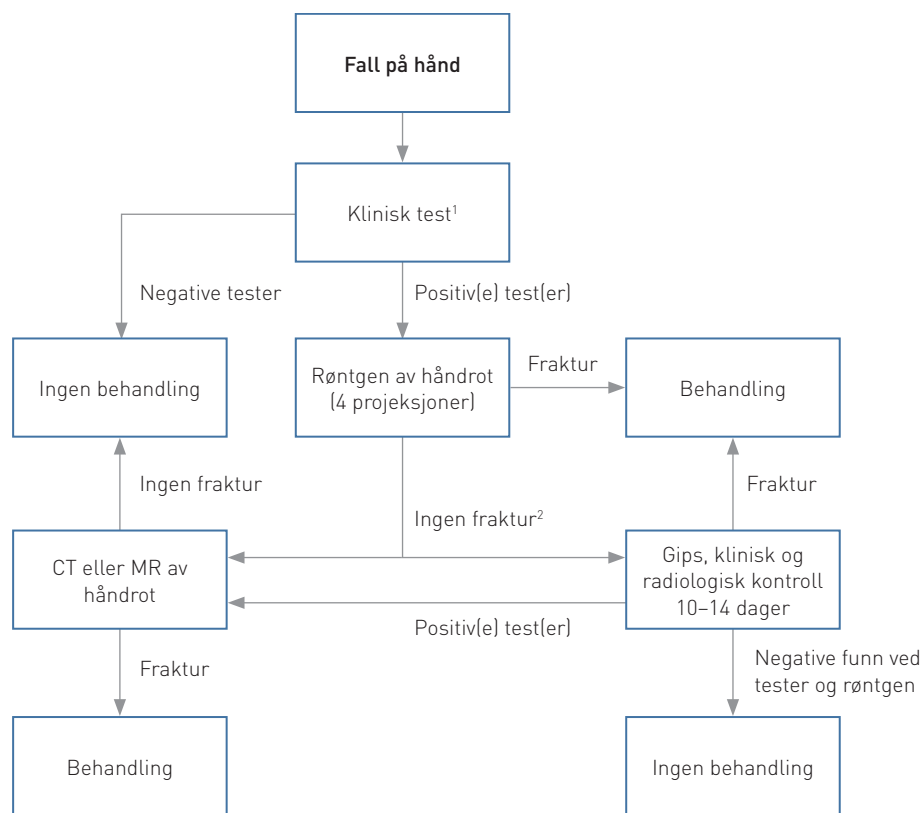 Fall på hånd
Klinisk test¹
Negative tester
Positiv(e) test(er)
Ingen behandling
Røntgen av håndrot
(4 projeksjoner)
Fraktur
Behandling
Ingen fraktur
Ingen fraktur²
Fraktur
CT eller MR av
håndrot
Gips, klinisk og
radiologisk kontroll
10–14 dager
Positiv(e) test(er)
Fraktur
Negative funn ved
tester og røntgen
Behandling
Ingen behandling